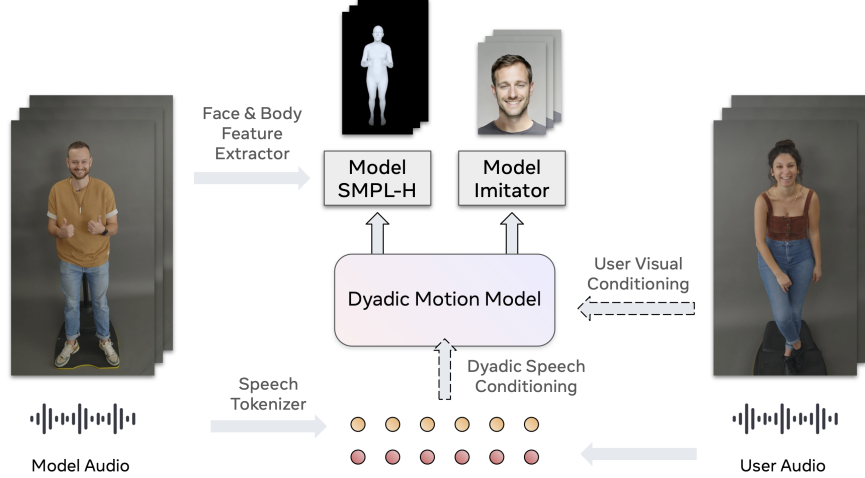 Face & Body
Feature
Extractor
Model
SMPL-H
Model
Imitator
Dyadic Motion Model
User Visual
Conditioning
Dyadic Speech
Conditioning
Speech
Tokenizer
Model Audio
User Audio